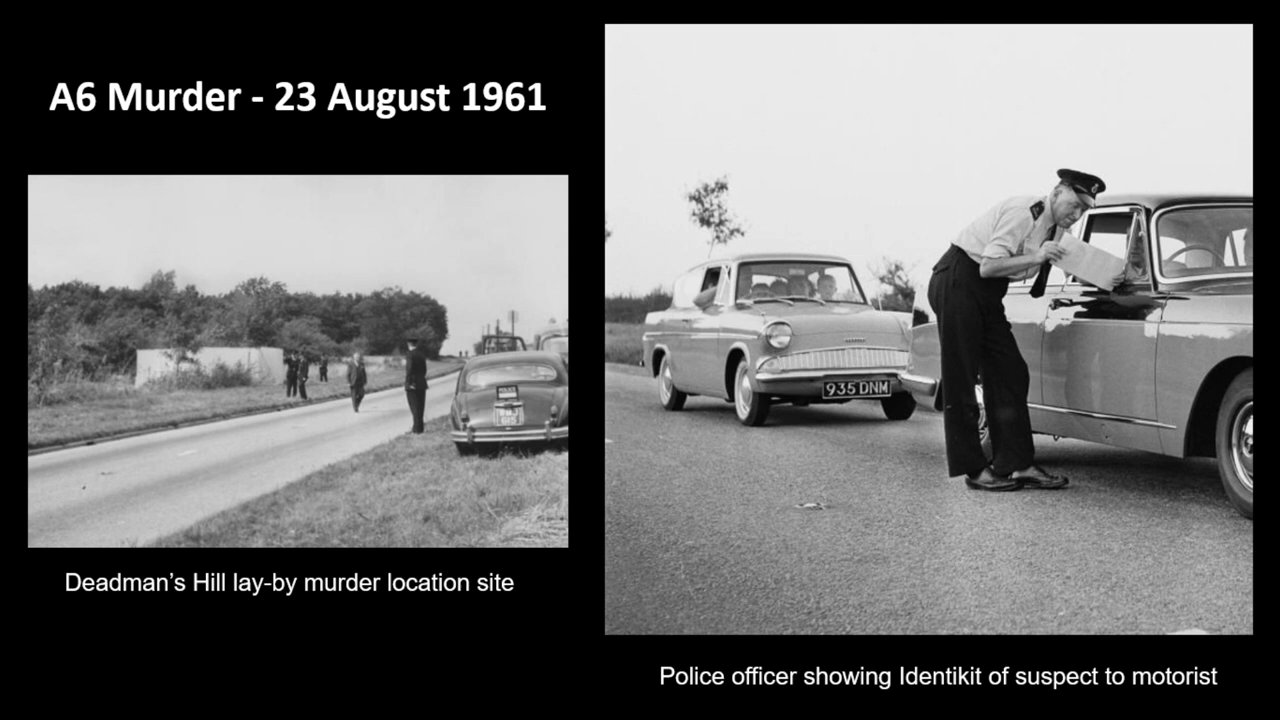 A6 Murder - 23 August 1961
Deadman's Hill lay-by murder location site
935 DNM
Police officer showing Identikit of suspect to motorist